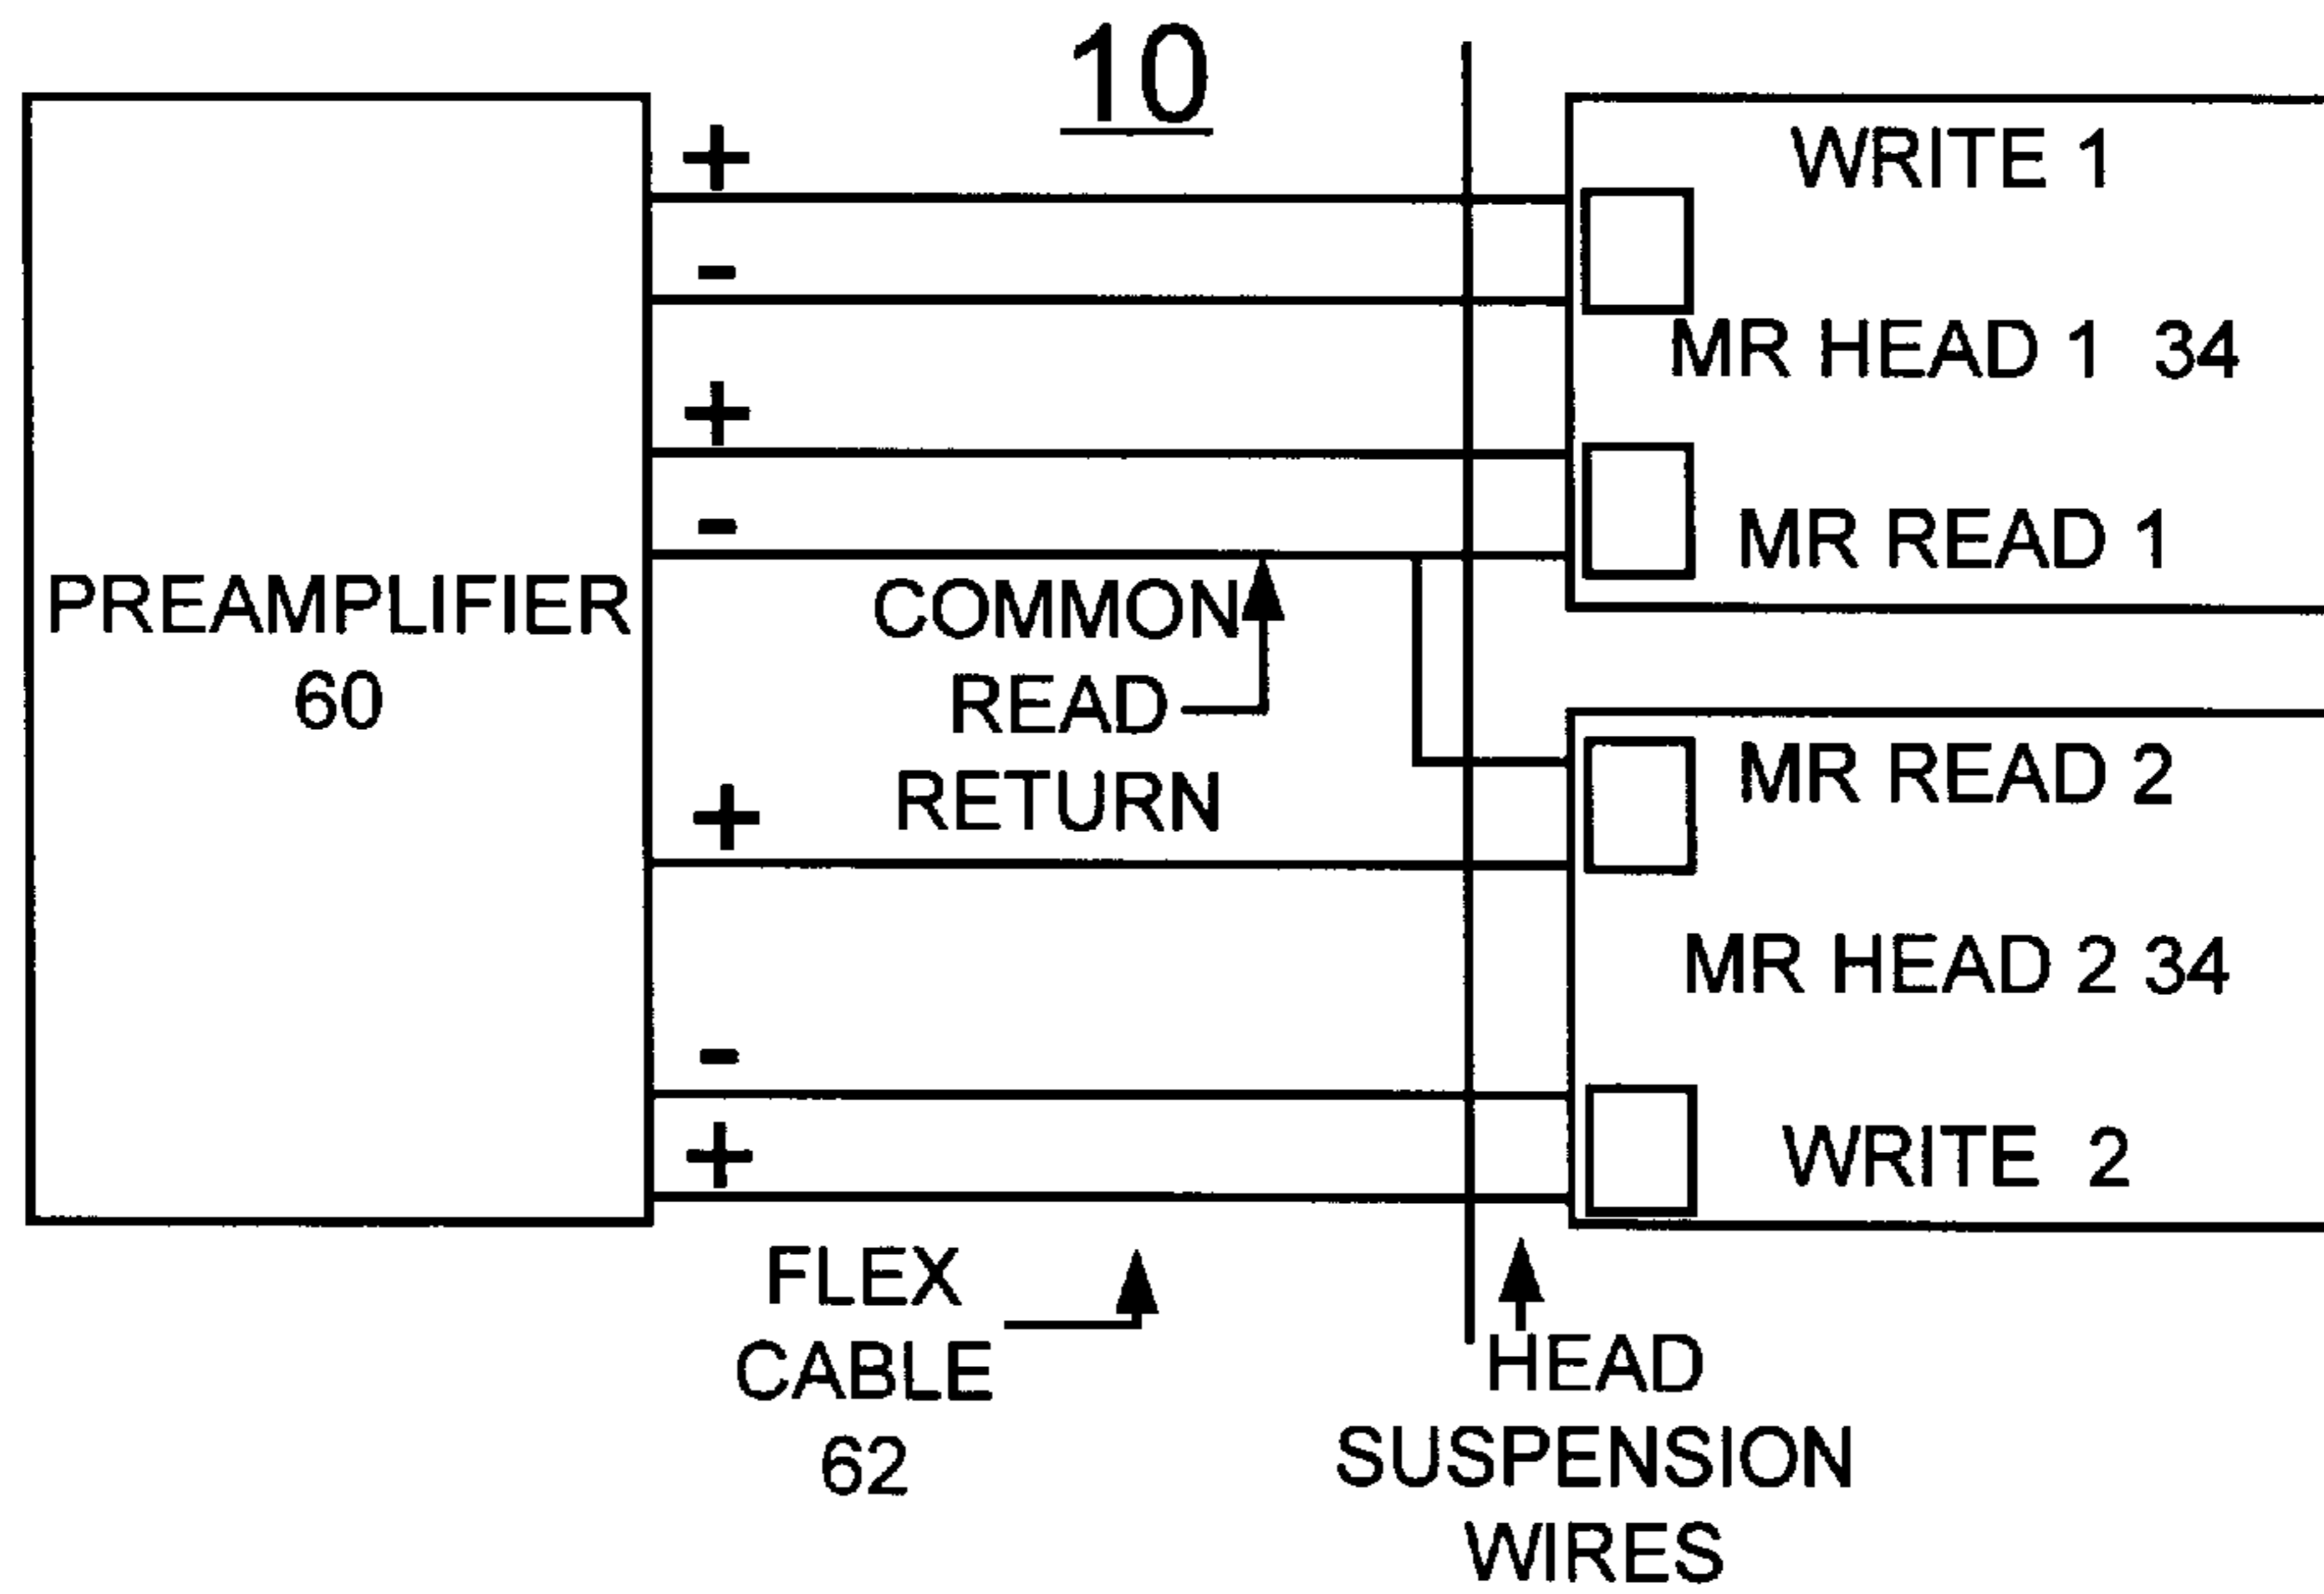 10
+
WRITE 1
-
MR HEAD 1 34
+
-
MR READ 1
PREAMPLIFIER
60
COMMON
READ
RETURN
MR READ 2
+
MR HEAD 2 34
-
+
WRITE 2
FLEX
CABLE
62
HEAD
SUSPENSION
WIRES